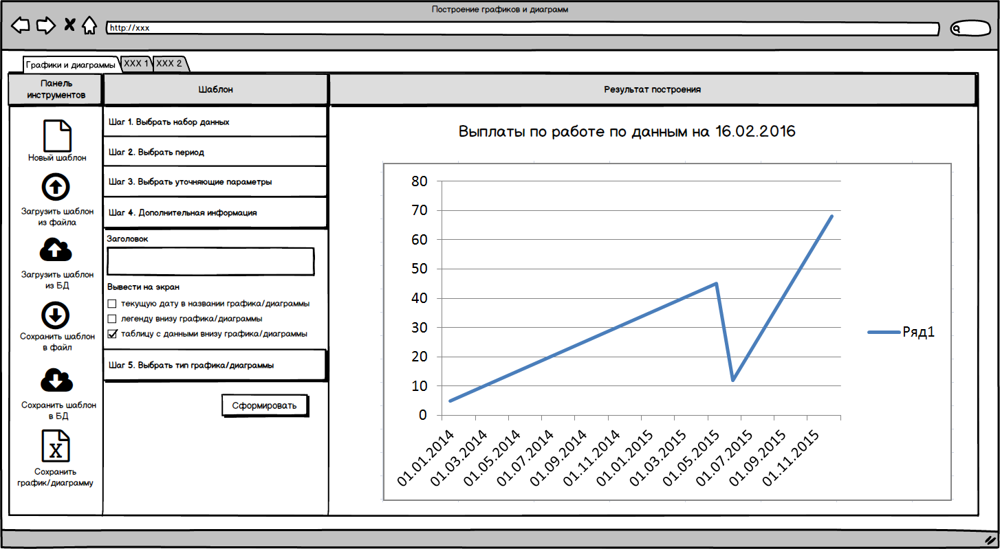 Построение графиков и диаграмм
http://xxx
Графики и диаграммы
XXX 1
XXX 2
Панель
инструментов
Шаблон
Результат построения
Новый шаблон
Загрузить шаблон
из файла
Загрузить шаблон
из БД
Сохранить шаблон
в файл
Сохранить шаблон
в БД
X
Сохранить
график/диаграмму
Шаг 1. Выбрать набор данных
Шаг 2. Выбрать период
Шаг 3. Выбрать уточняющие параметры
Шаг 4. Дополнительная информация
Заголовок
Вывести на экран
текущую дату в названии графика/диаграммы
легенду внизу графика/диаграммы
таблицу с данными внизу графика/диаграммы
Шаг 5. Выбрать тип графика/диаграммы
Сформировать
Выплаты по работе по данным на 16.02.2016
80
70
60
50
40
30
20
10
0
01.01.2014
01.03.2014
01.05.2014
01.07.2014
01.09.2014
01.11.2014
01.01.2015
01.03.2015
01.05.2015
01.07.2015
01.09.2015
01.11.2015
Ряд1